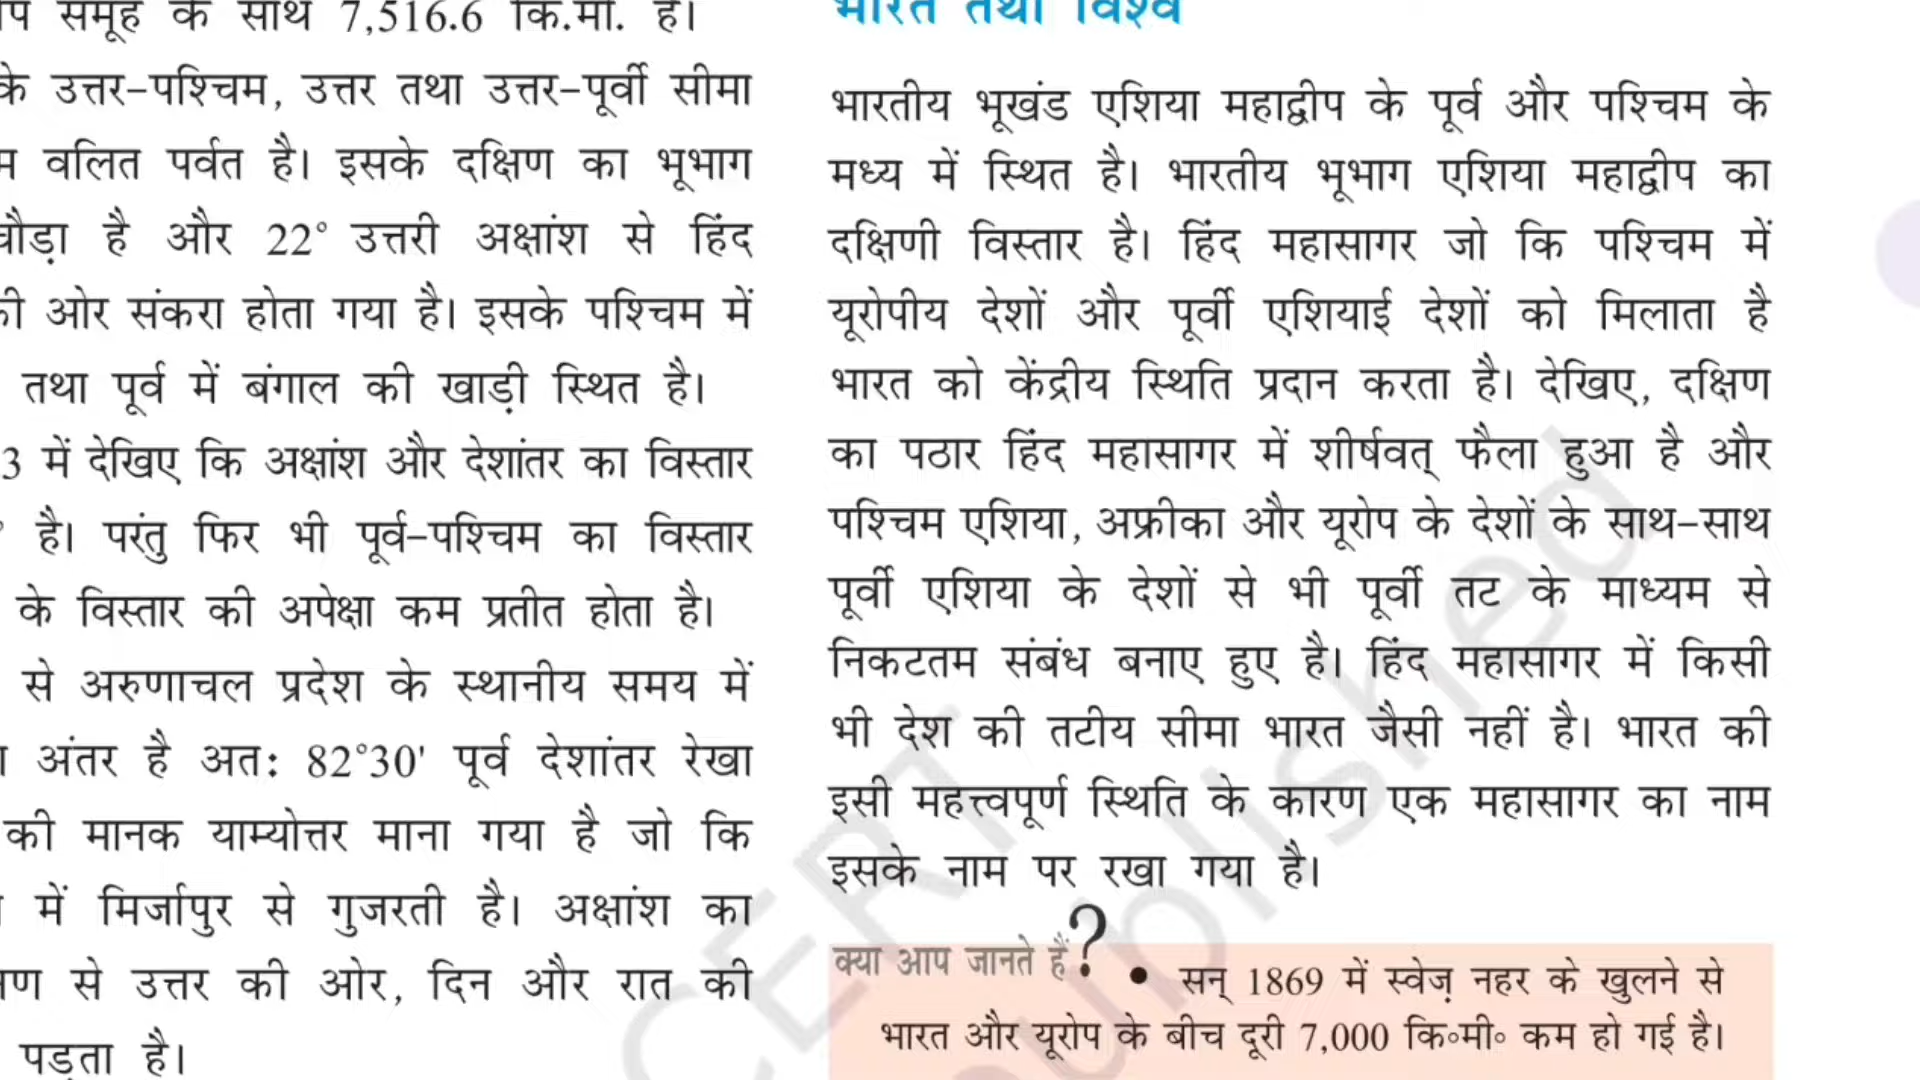 समूह के साथ 7,516.6 कि.मी. है।
के उत्तर-पश्चिम, उत्तर तथा उत्तर-पूर्वी सीमा
वलित पर्वत है। इसके दक्षिण का भूभाग
है और 22° उत्तरी अक्षांश से हिंद
ओर संकरा होता गया है। इसके पश्चिम में
तथा पूर्व में बंगाल की खाड़ी स्थित है।
3 में देखिए कि अक्षांश और देशांतर का विस्तार
है। परंतु फिर भी पूर्व-पश्चिम का विस्तार
के विस्तार की अपेक्षा कम प्रतीत होता है।
से अरुणाचल प्रदेश के स्थानीय समय में
अंतर है अतः 82°30' पूर्व देशांतर रेखा
की मानक याम्योत्तर माना गया है जो कि
में मिर्जापुर से गुजरती है। अक्षांश का
से उत्तर की ओर, दिन और रात की
पड़ता है।
भारत तथा विश्व
भारतीय भूखंड एशिया महाद्वीप के पूर्व और पश्चिम के
मध्य में स्थित है। भारतीय भूभाग एशिया महाद्वीप का
दक्षिणी विस्तार है। हिंद महासागर जो कि पश्चिम में
यूरोपीय देशों और पूर्वी एशियाई देशों को मिलाता है
भारत को केंद्रीय स्थिति प्रदान करता है। देखिए, दक्षिण
का पठार हिंद महासागर में शीर्षवत् फैला हुआ है और
पश्चिम एशिया, अफ्रीका और यूरोप के देशों के साथ-साथ
पूर्वी एशिया के देशों से भी पूर्वी तट के माध्यम से
निकटतम संबंध बनाए हुए है। हिंद महासागर में किसी
भी देश की तटीय सीमा भारत जैसी नहीं है। भारत की
इसी महत्त्वपूर्ण स्थिति के कारण एक महासागर का नाम
इसके नाम पर रखा गया है।
क्या आप जानते हैं?
• सन् 1869 में स्वेज़ नहर के खुलने से
भारत और यूरोप के बीच दूरी 7,000 कि॰मी॰ कम हो गई है।
CERT
published